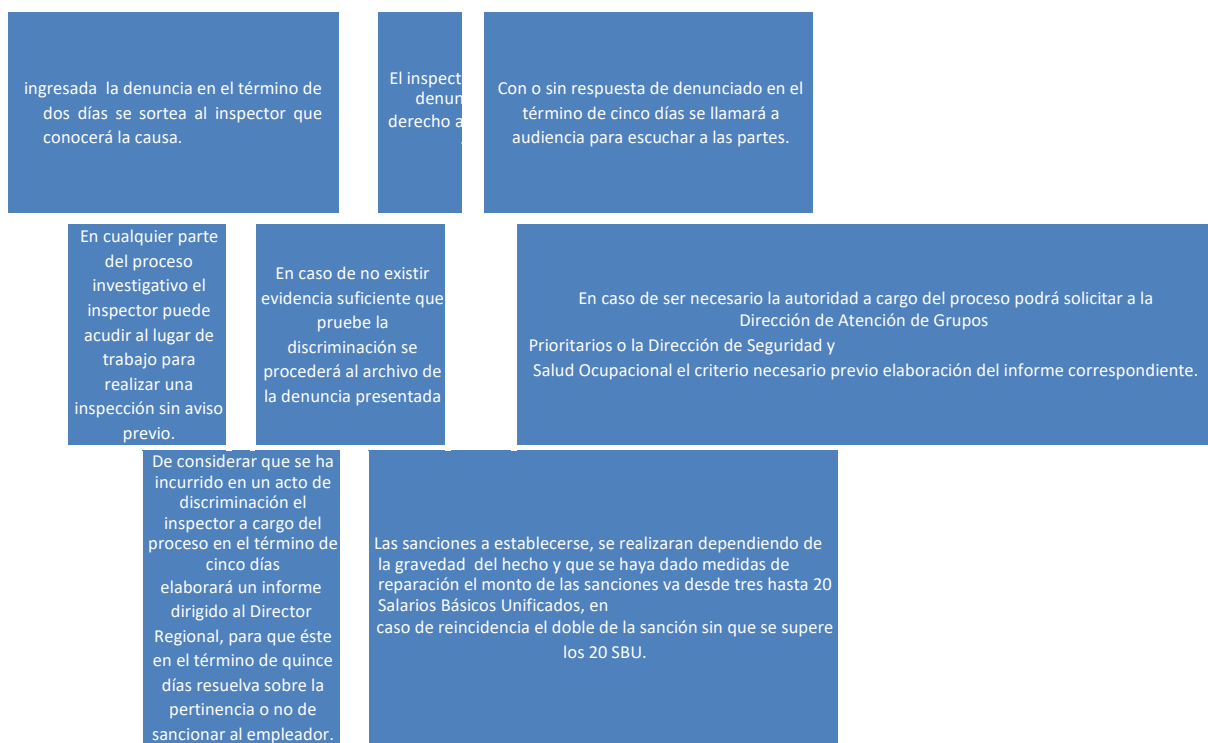 ingresada la denuncia en el término de
dos días se sortea al inspector que
conocerá la causa.
El inspect
denun
derecho a
Con o sin respuesta de denunciado en el
término de cinco días se llamará a
audiencia para escuchar a las partes.
En cualquier parte
del proceso
investigativo el
inspector puede
acudir al lugar de
trabajo para
realizar una
inspección sin aviso
previo.
En caso de no existir
evidencia suficiente que
pruebe la
discriminación se
procederá al archivo de
la denuncia presentada
En caso de ser necesario la autoridad a cargo del proceso podrá solicitar a la
Dirección de Atención de Grupos
Prioritarios o la Dirección de Seguridad y
Salud Ocupacional el criterio necesario previo elaboración del informe correspondiente.
De considerar que se ha
incurrido en un acto de
discriminación el
inspector a cargo del
proceso en el término de
cinco días
elaborará un informe
dirigido al Director
Regional, para que éste
en el término de quince
días resuelva sobre la
pertinencia o no de
sancionar al empleador.
Las sanciones a establecerse, se realizaran dependiendo de
la gravedad del hecho y que se haya dado medidas de
reparación el monto de las sanciones va desde tres hasta 20
Salarios Básicos Unificados, en
caso de reincidencia el doble de la sanción sin que se supere
los 20 SBU.